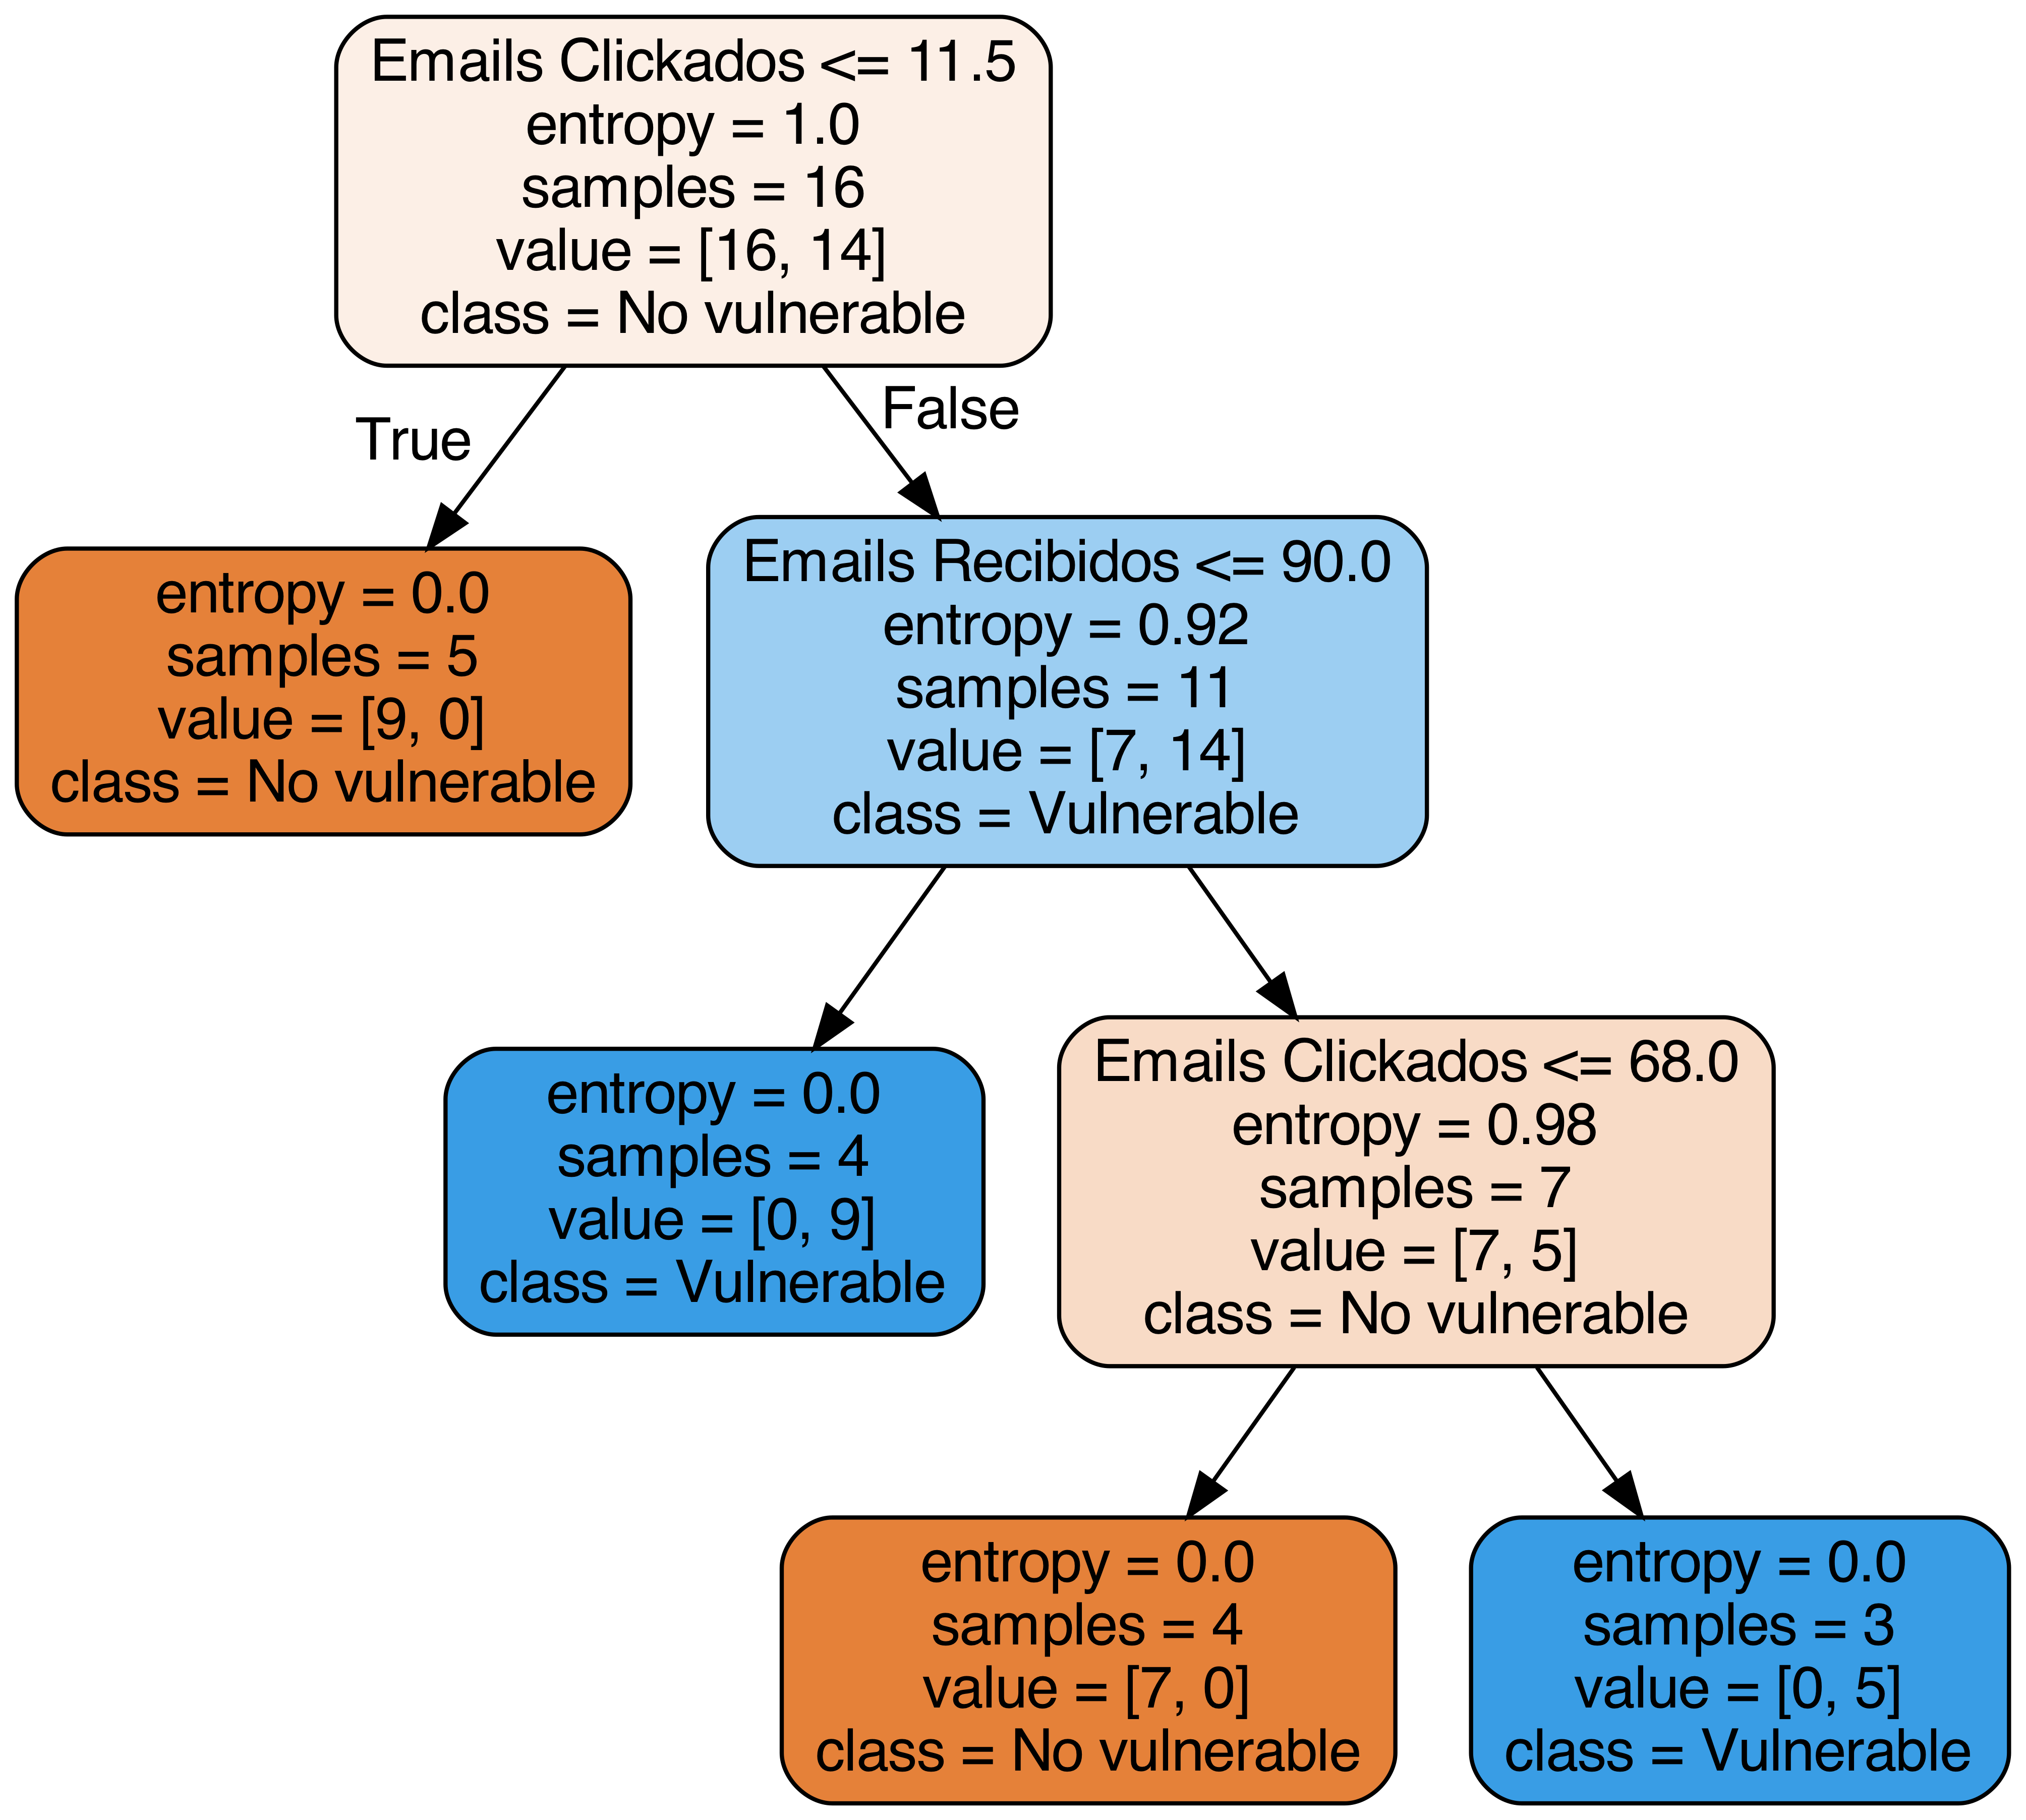 Emails Clickados <= 11.5
entropy = 1.0
samples = 16
value = [16, 14]
class = No vulnerable
True
False
entropy = 0.0
samples = 5
value = [9, 0]
class = No vulnerable
Emails Recibidos <= 90.0
entropy = 0.92
samples = 11
value = [7, 14]
class = Vulnerable
entropy = 0.0
samples = 4
value = [0, 9]
class = Vulnerable
Emails Clickados <= 68.0
entropy = 0.98
samples = 7
value = [7, 5]
class = No vulnerable
entropy = 0.0
samples = 4
value = [7, 0]
class = No vulnerable
entropy = 0.0
samples = 3
value = [0, 5]
class = Vulnerable